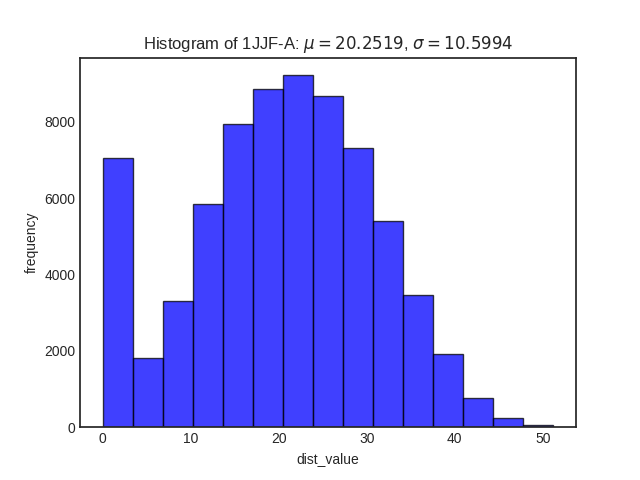 Histogram of 1JJF-A: μ = 20.2519, σ = 10.5994
frequency
8000
6000
4000
2000
0
0 10 20 30 40 50
dist_value